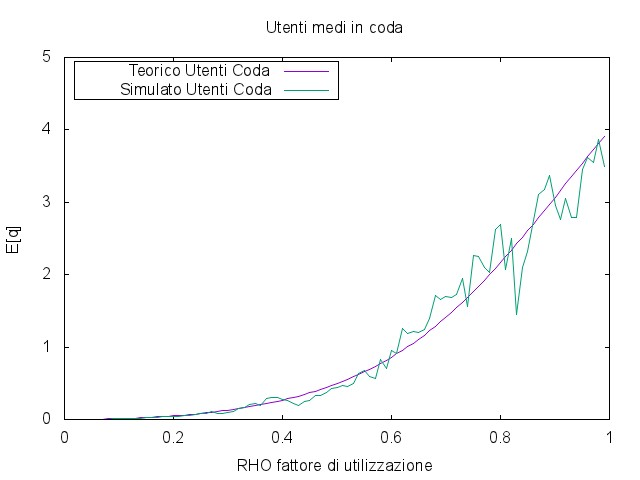 Utenti medi in coda
5
Teorico Utenti Coda
Simulato Utenti Coda
4
3
E[q]
2
1
0
0 0.2 0.4 0.6 0.8 1
RHO fattore di utilizzazione